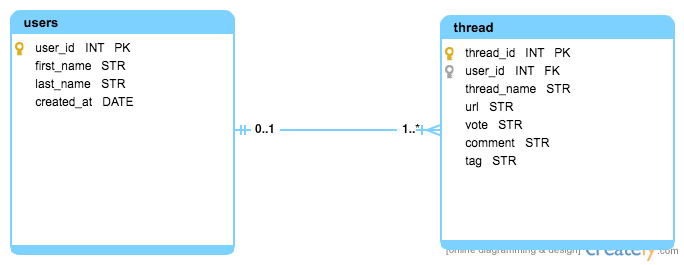 users
user_id INT PK
first_name STR
last_name STR
created_at DATE
0..1
1..*
thread
thread_id INT PK
user_id INT FK
thread_name STR
url STR
vote STR
comment STR
tag STR
[online diagramming & design] creately.com